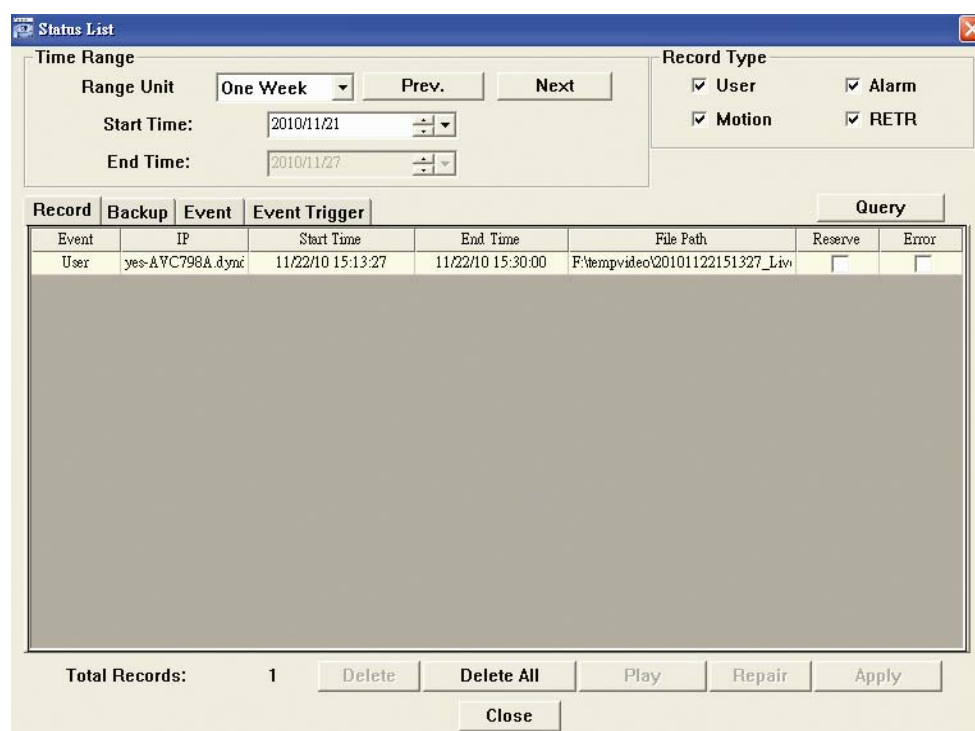 Status List
Time Range
Record Type
Range Unit One Week Prev. Next
User Alarm
Start Time: 2010/11/21
Motion RETR
End Time: 2010/11/27
Record Backup Event Event Trigger Query
Event IP Start Time End Time File Path Reserve Error
User yes-AVC798A.dync 11/22/10 15:13:27 11/22/10 15:30:00 F:\tempvideo\20101122151327_Liv
Total Records: 1 Delete Delete All Play Repair Apply
Close